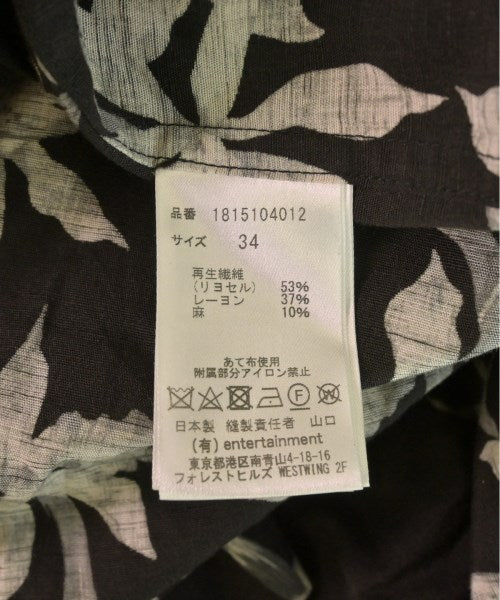 品番 1815104012
サイズ 34
再生繊維
(リヨセル) 53%
レーヨン 37%
麻 10%
あて布使用
附属部分アイロン禁止
日本製 縫製責任者 山口
(有) entertainment
東京都港区南青山4-18-16
フォレストヒルズ WESTWING 2F